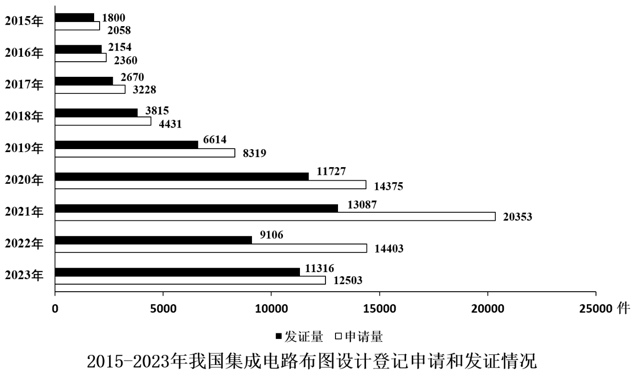 2015年 1800
2058
2016年 2154
2360
2017年 2670
3228
2018年 3815
4431
2019年 6614
8319
2020年 11727
14375
2021年 13087
20353
2022年 9106
14403
2023年 11316
12503
0 5000 10000 15000 20000 25000 件
发证量 申请量
2015-2023年我国集成电路布图设计登记申请和发证情况